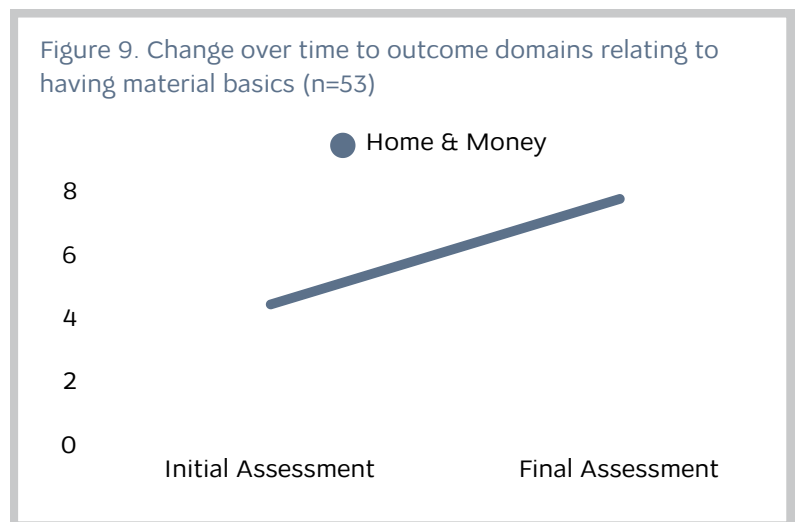 Figure 9. Change over time to outcome domains relating to
having material basics (n=53)
Home & Money
8
6
4
2
0
Initial Assessment
Final Assessment